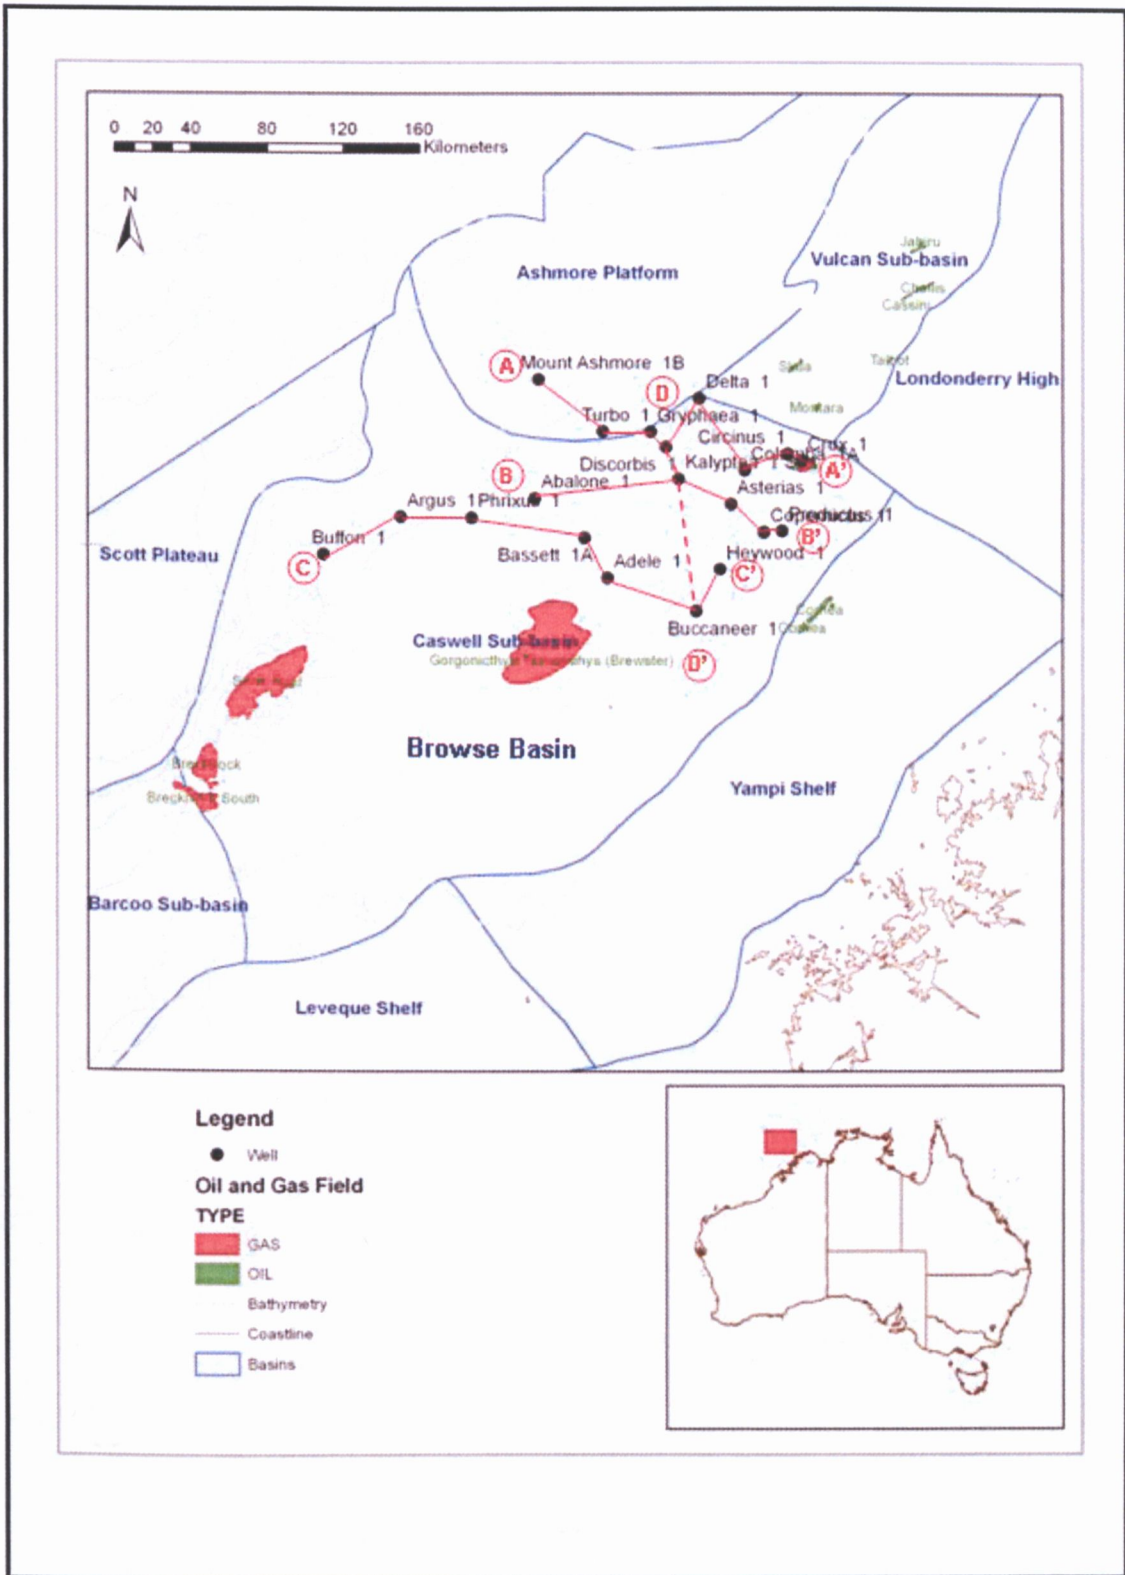 0 20 40 80 120 160
Kilometers
N
Jabiru
Vulcan Sub-basin
Ashmore Platform
Challis
Cassini
A Mount Ashmore 1B
Skua
Talbot
Londonderry High
D
Delta 1
Montara
Turbo 1 Gryphaea 1
Circinus 1
Crux 1
Discorbis 1
A'
B
Abalone 1
Asterias 1
Argus 1 Phrixus 1
Buffon 1
B'
Scott Plateau
C
Bassett 1A
Adele 1
Heywood 1
C'
Cornea
Buccaneer 1 Cornea
Caswell Sub-basin
(Brewster)
D'
Browse Basin
Yampi Shelf
Brecknock
Brecknock South
Barcoo Sub-basin
Leveque Shelf
Legend
Well
Oil and Gas Field
TYPE
GAS
OIL
Bathymetry
Coastline
Basins